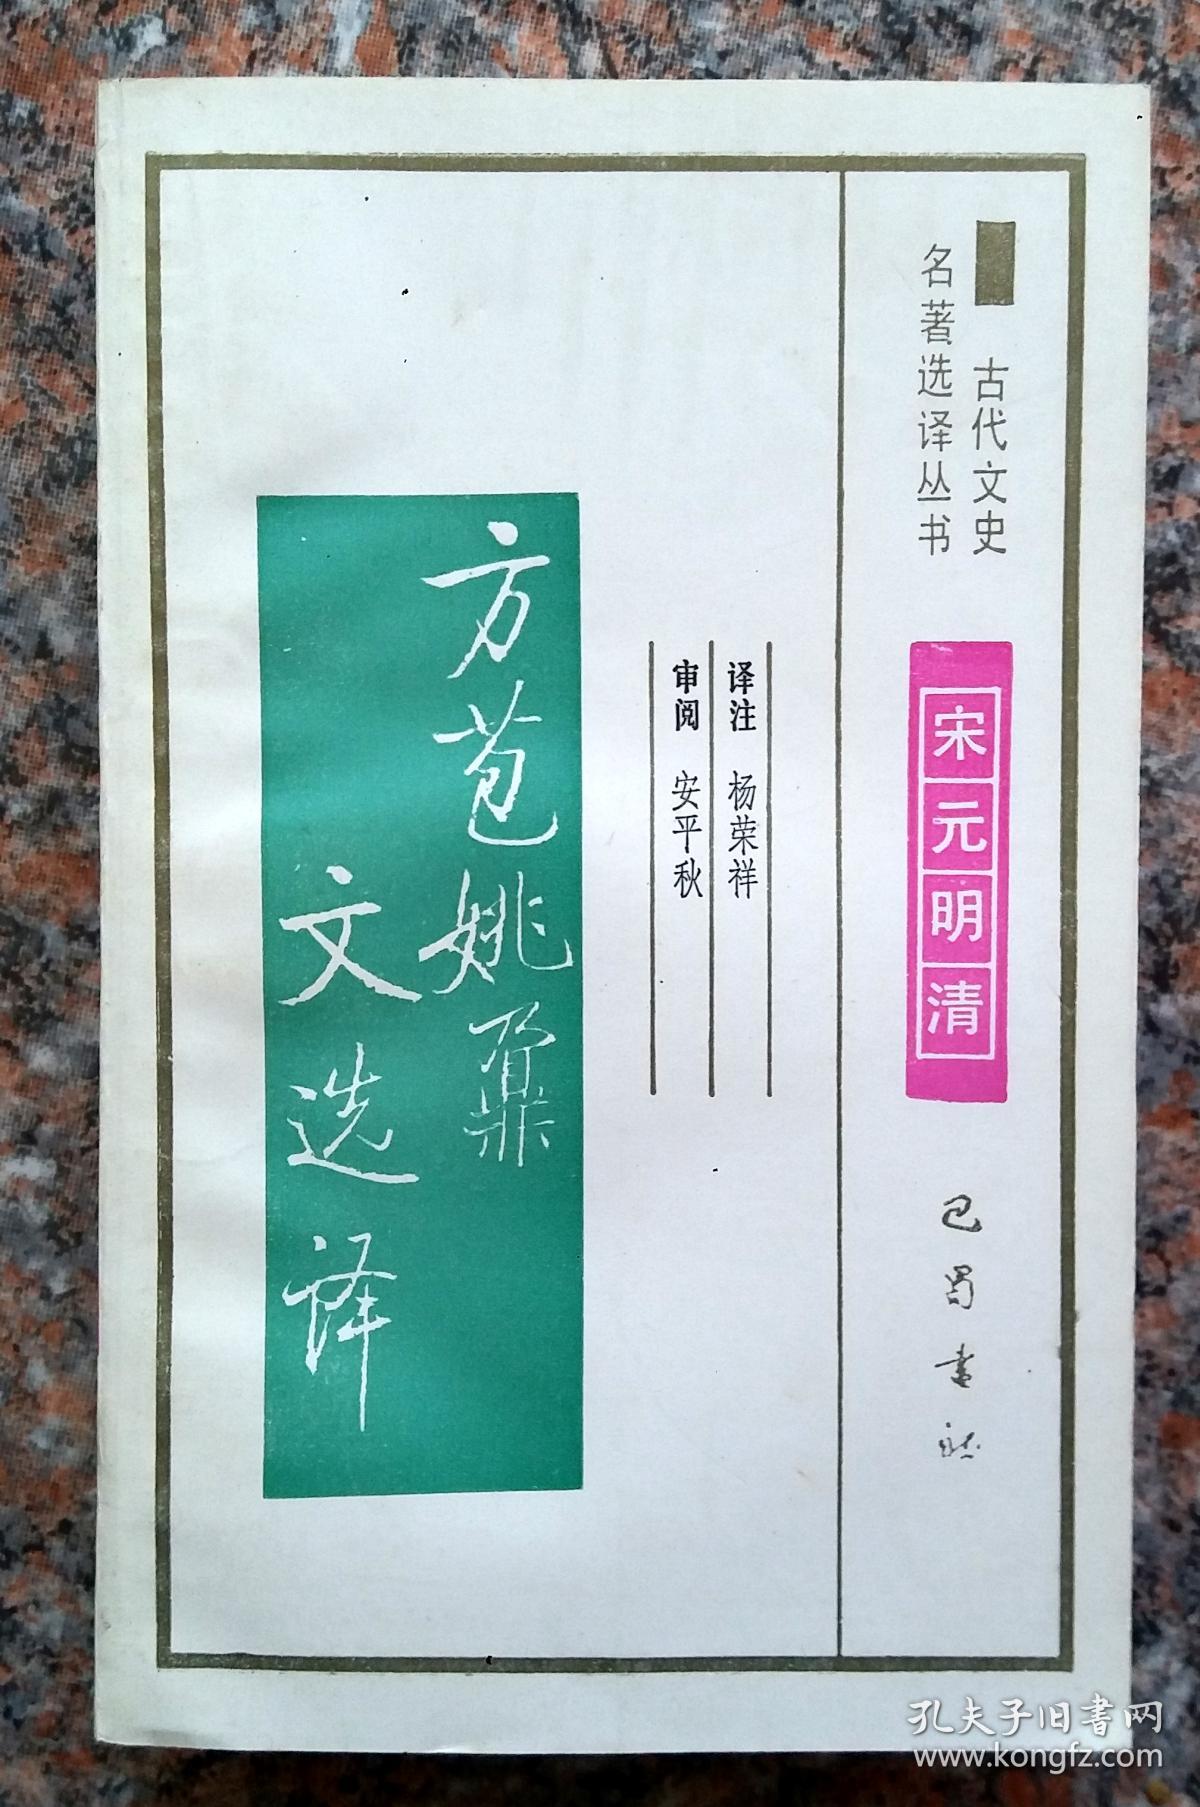 古代文史
名著选译丛书
宋元明清
巴蜀书社
译注 杨荣祥
审阅 安平秋
方苞姚鼐
文选译
孔夫子旧书网
www.kongfz.com